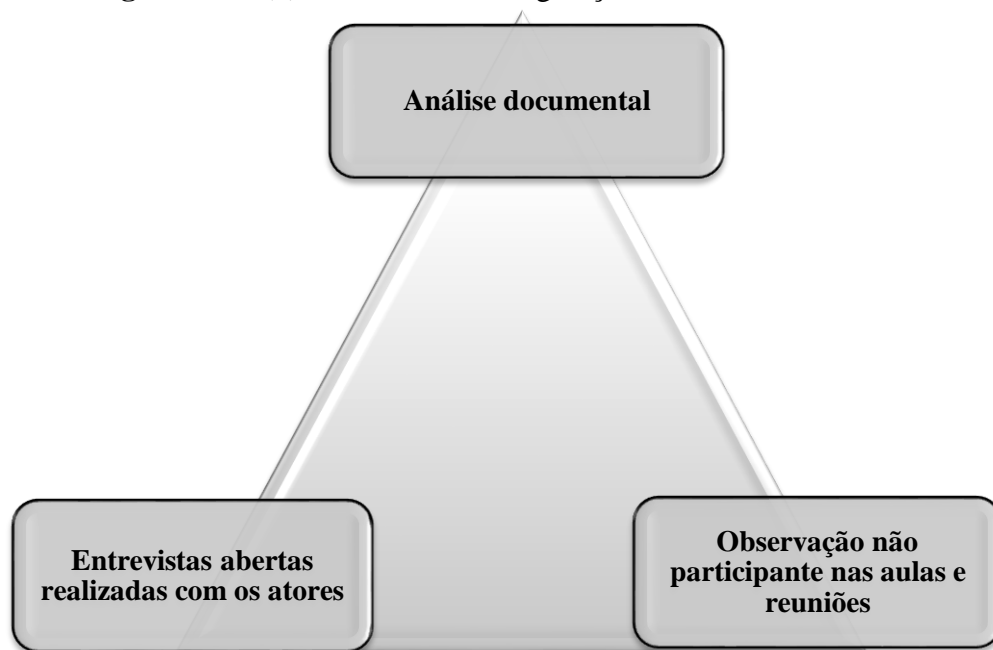 Análise documental
Entrevistas abertas
realizadas com os atores
Observação não
participante nas aulas e
reuniões